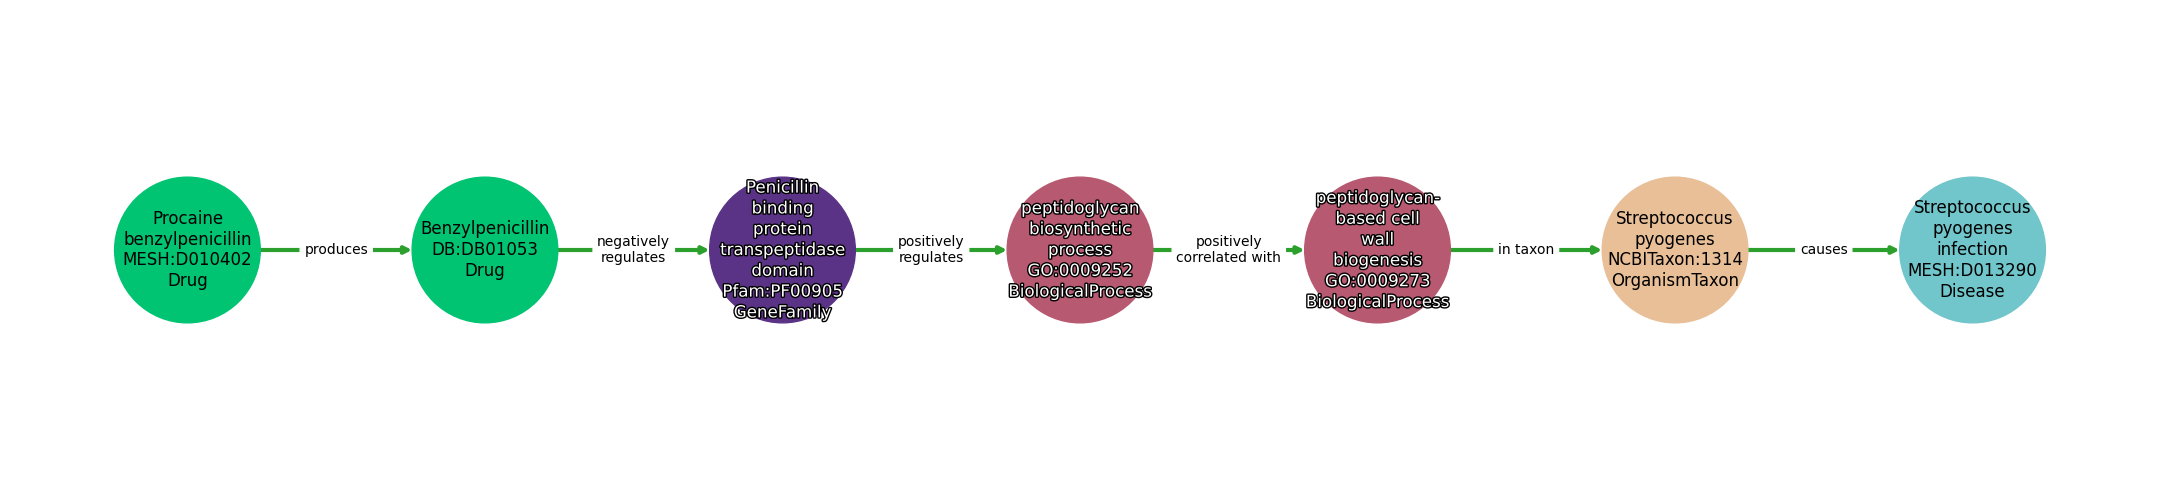 Procaine
benzylpenicillin
MESH:D010402
Drug
produces
Benzylpenicillin
DB:DB01053
Drug
negatively
regulates
Penicillin
binding
protein
transpeptidase
domain
Pfam:PF00905
GeneFamily
positively
regulates
peptidoglycan
biosynthetic
process
GO:0009252
BiologicalProcess
positively
correlated with
peptidoglycan-
based cell
wall
biogenesis
GO:0009273
BiologicalProcess
in taxon
Streptococcus
pyogenes
NCBITaxon:1314
OrganismTaxon
causes
Streptococcus
pyogenes
infection
MESH:D013290
Disease